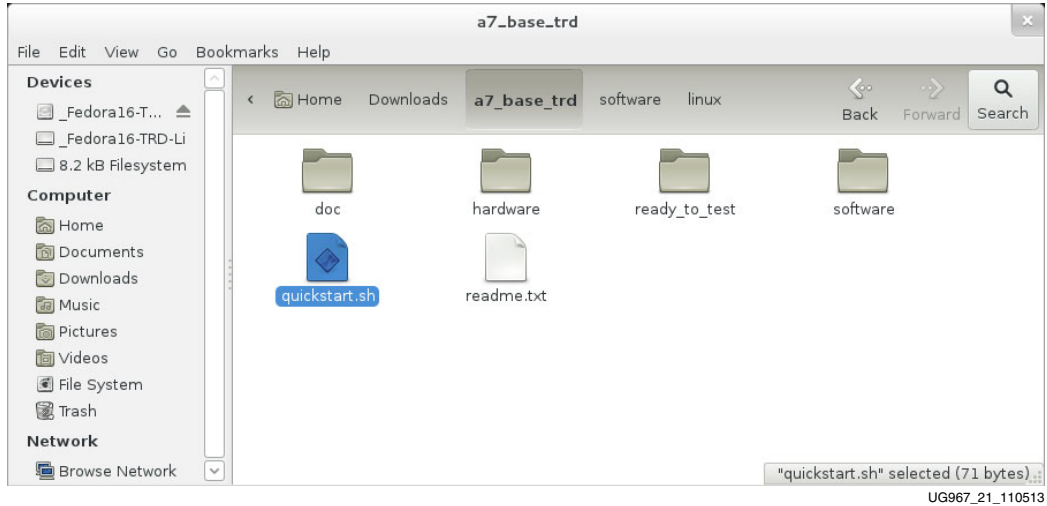 a7_base_trd
File Edit View Go Bookmarks Help
Devices
_Fedora16-T...
_Fedora16-TRD-Li
8.2 kB Filesystem
Computer
Home
Documents
Downloads
Music
Pictures
Videos
File System
Trash
Network
Browse Network
Home Downloads a7_base_trd software linux
Back Forward Search
doc hardware ready_to_test software
quickstart.sh readme.txt
"quickstart.sh" selected (71 bytes)
UG967_21_110513